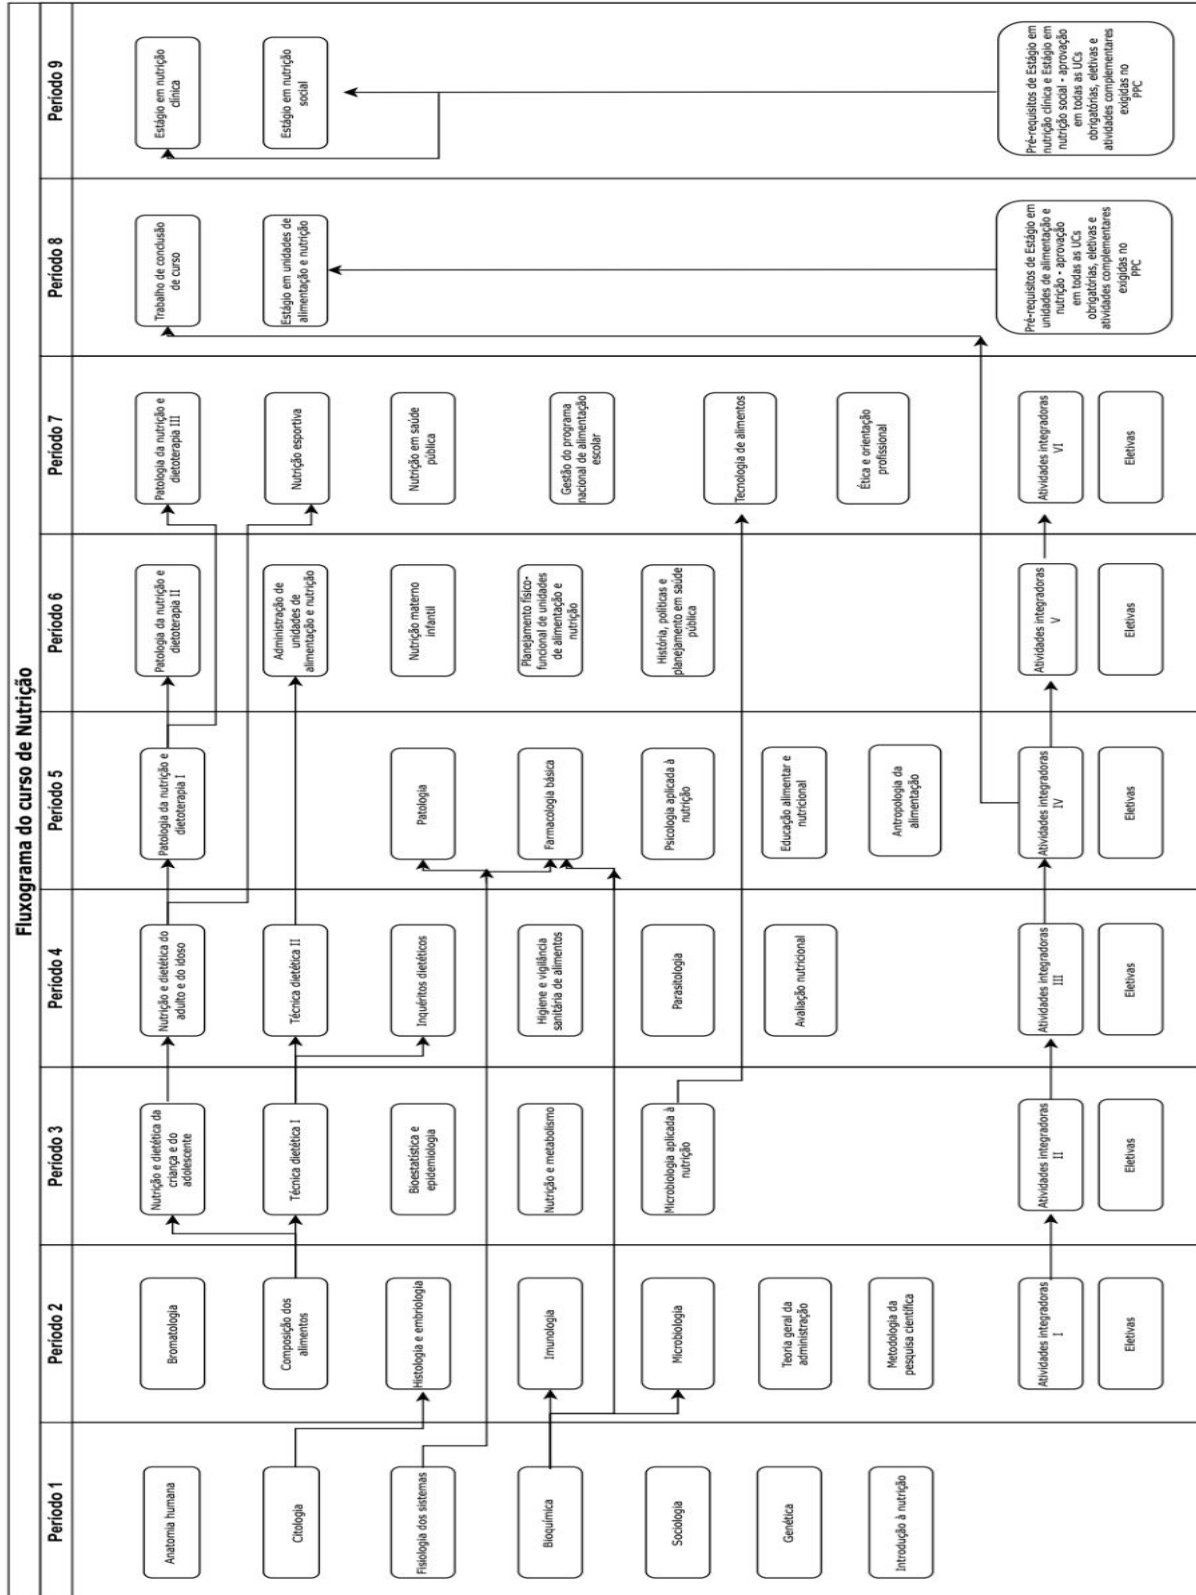 Fluxograma do curso de Nutrição
Período 1
Período 2
Período 3
Período 4
Período 5
Período 6
Período 7
Período 8
Período 9
Anatomia humana
Citologia
Fisiologia dos sistemas
Bioquímica
Sociologia
Genética
Introdução à nutrição
Bromatologia
Composição dos
alimentos
Histologia e embriologia
Imunologia
Microbiologia
Teoria geral da
administração
Metodologia da
pesquisa científica
Atividades integradoras
I
Eletivas
Nutrição e dietética da
criança e do
adolescente
Técnica dietética I
Bioestatística e
epidemiologia
Nutrição e metabolismo
Microbiologia aplicada à
nutrição
Atividades integradoras
II
Eletivas
Nutrição e dietética do
adulto e do idoso
Técnica dietética II
Inquéritos dietéticos
Higiene e vigilância
sanitária de alimentos
Parasitologia
Avaliação nutricional
Atividades integradoras
III
Eletivas
Patologia da nutrição e
dietoterapia I
Patologia
Farmacologia básica
Psicologia aplicada à
nutrição
Educação alimentar e
nutricional
Antropologia da
alimentação
Atividades integradoras
IV
Eletivas
Patologia da nutrição e
dietoterapia II
Administração de
unidades de
alimentação e nutrição
Nutrição materno
infantil
Planejamento físico-
funcional de unidades
de alimentação e
nutrição
História, políticas e
planejamento em saúde
pública
Atividades integradoras
V
Eletivas
Patologia da nutrição e
dietoterapia III
Nutrição esportiva
Nutrição em saúde
pública
Gestão do programa
nacional de alimentação
escolar
Tecnologia de alimentos
Ética e orientação
profissional
Atividades integradoras
VI
Eletivas
Trabalho de conclusão
de curso
Estágio em unidades de
alimentação e nutrição
Pré-requisitos de Estágio em
unidades de alimentação e
nutrição - aprovação
em todas as UCs
obrigatórias, eletivas e
atividades complementares
exigidas no
PPC
Estágio em nutrição
clínica
Estágio em nutrição
social
Pré-requisitos de Estágio em
nutrição clínica e Estágio em
nutrição social - aprovação
em todas as UCs
obrigatórias, eletivas e
atividades complementares
exigidas no
PPC